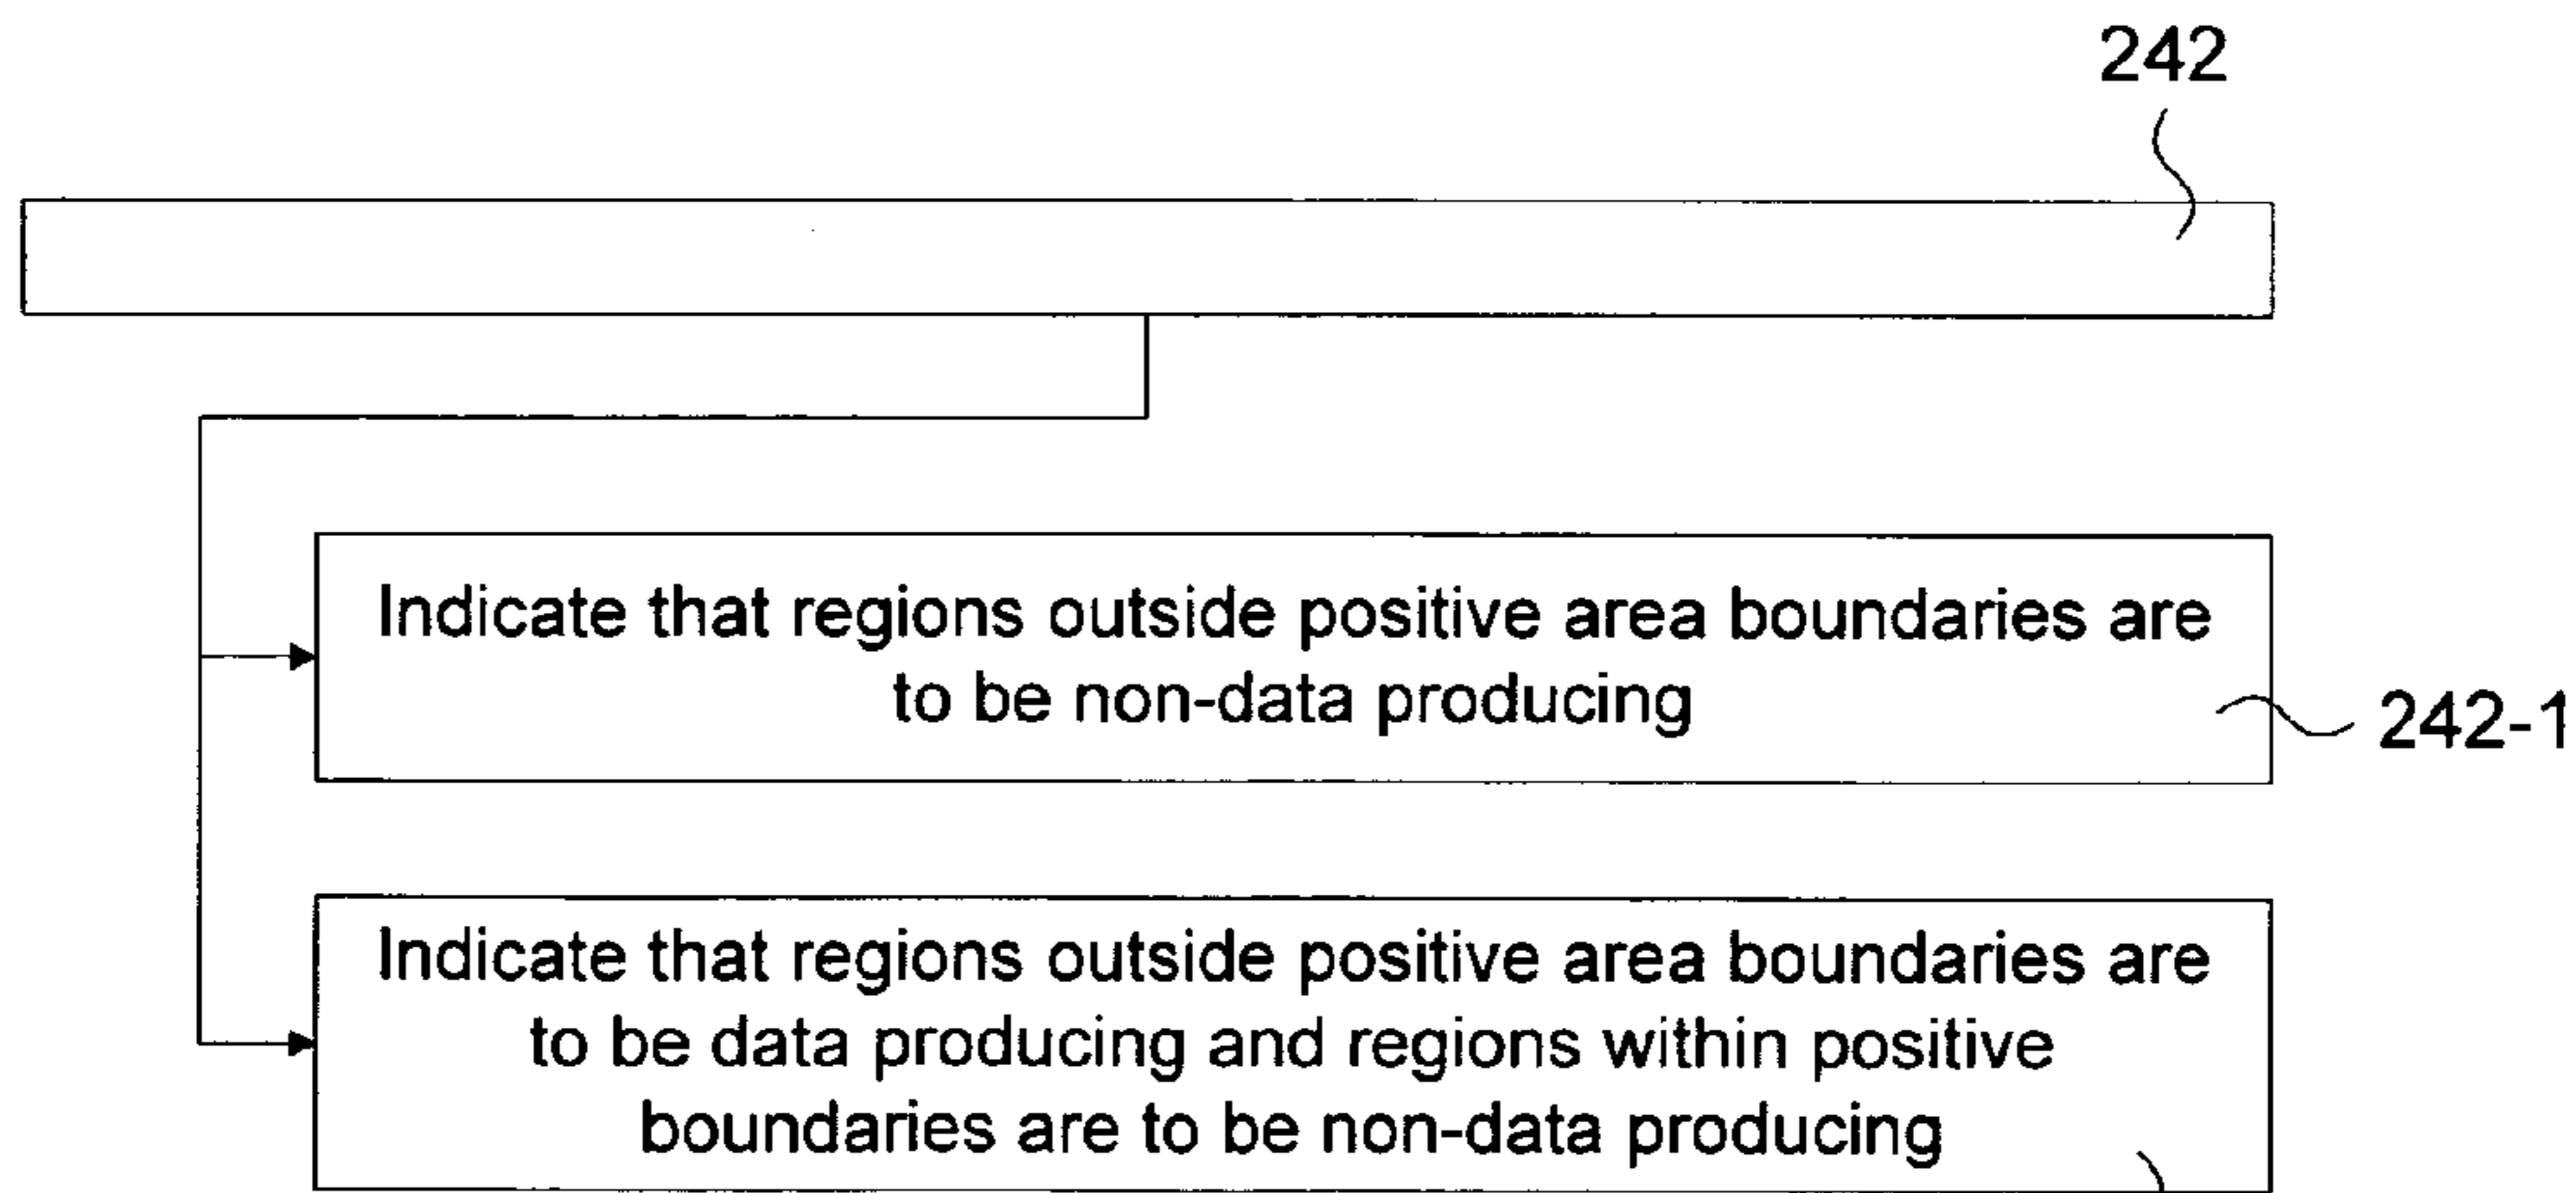 242
Indicate that regions outside positive area boundaries are
to be non-data producing
242-1
Indicate that regions outside positive area boundaries are
to be data producing and regions within positive
boundaries are to be non-data producing